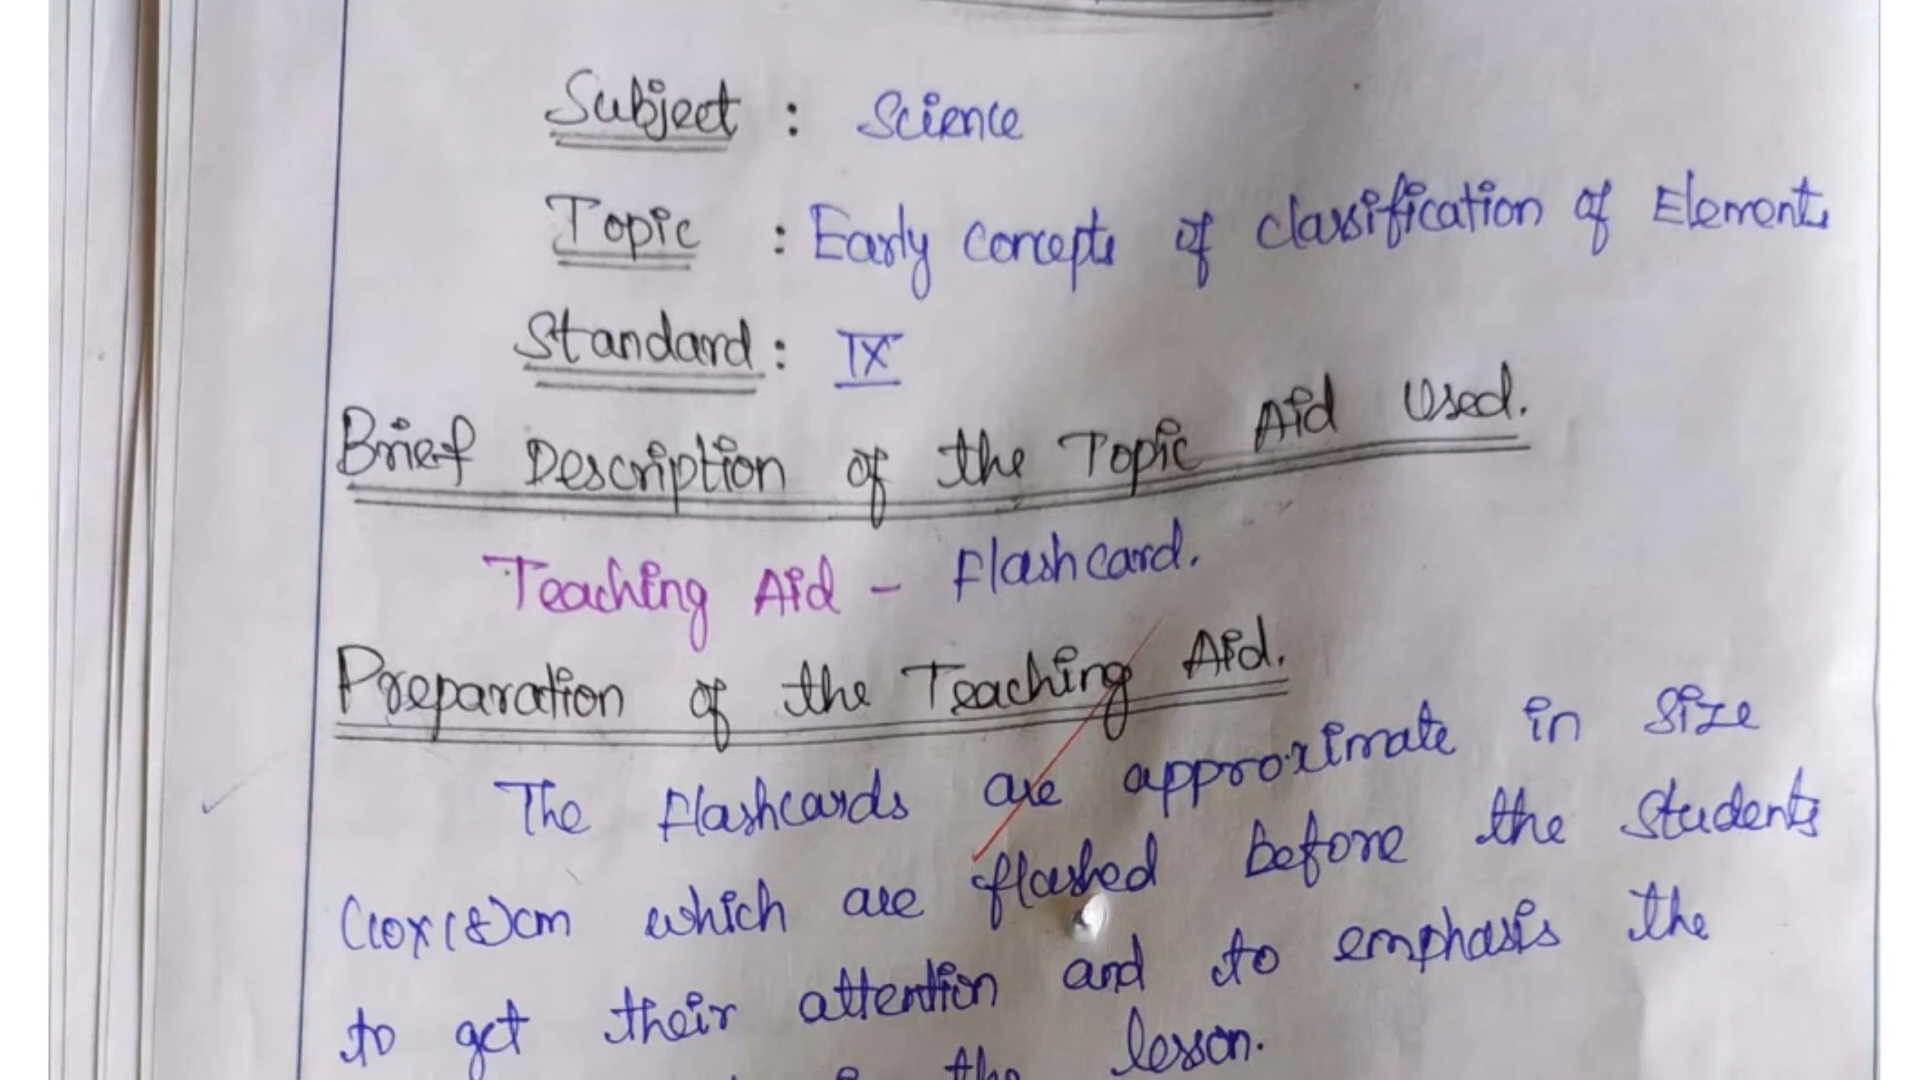 Subject : Science
Topic : Early concepts of classification of Elements
Standard : IX
Brief Description of the Topic Aid Used.
Teaching Aid - Flashcard.
Preparation of the Teaching Aid.
The flashcards are approximate in size
(10x18)cm which are flashed before the students
to get their attention and to emphasis the
the lesson.